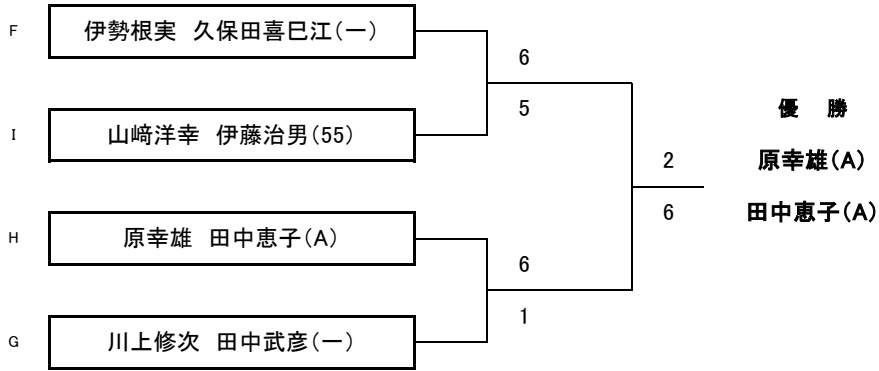 F
伊勢根実 久保田喜巳江（一）
6
5
I
山﨑洋幸 伊藤治男（55）
優 勝
2
原幸雄（A）
6
田中恵子（A）
H
原幸雄 田中恵子（A）
6
1
G
川上修次 田中武彦（一）